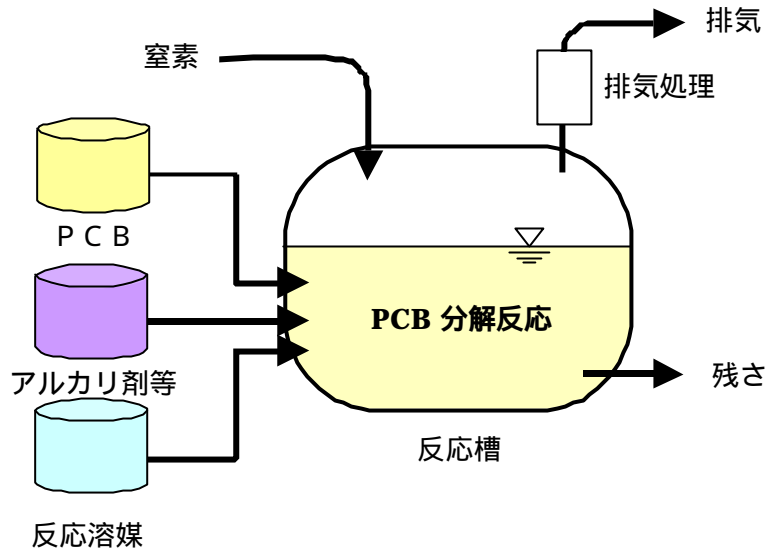 排気
窒素
排気処理
ＰＣＢ
PCB 分解反応
アルカリ剤等
残さ
反応槽
反応溶媒